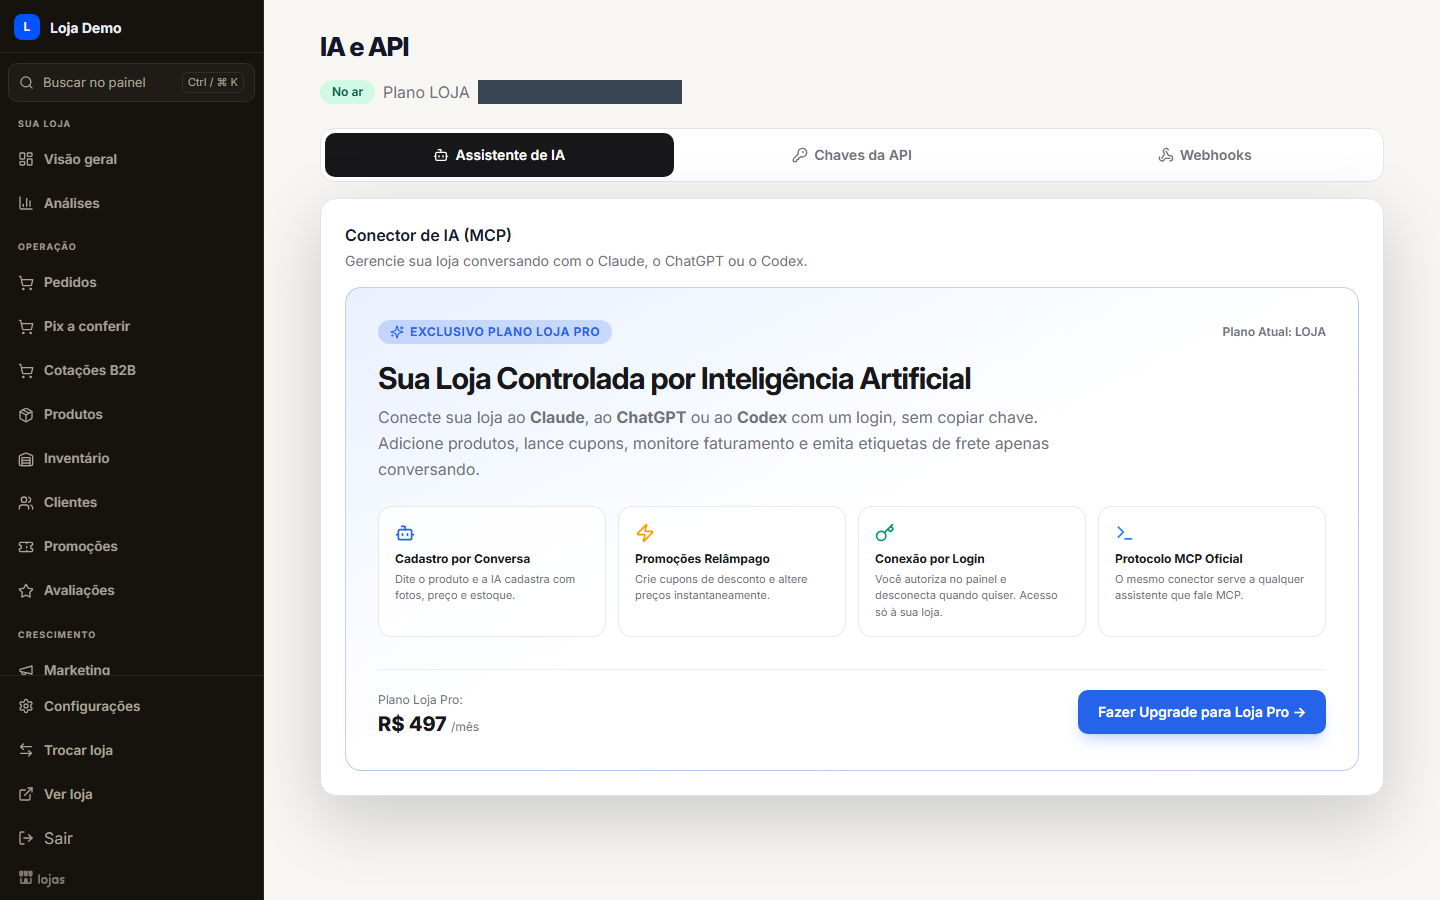 L Loja Demo
Buscar no painel Ctrl / ⌘ K
SUA LOJA
Visão geral
Análises
OPERAÇÃO
Pedidos
Pix a conferir
Cotações B2B
Produtos
Inventário
Clientes
Promoções
Avaliações
CRESCIMENTO
Marketing
Configurações
Trocar loja
Ver loja
Sair
lojas
IA e API
No ar Plano LOJA
Assistente de IA
Chaves da API
Webhooks
Conector de IA (MCP)
Gerencie sua loja conversando com o Claude, o ChatGPT ou o Codex.
EXCLUSIVO PLANO LOJA PRO
Plano Atual: LOJA
Sua Loja Controlada por Inteligência Artificial
Conecte sua loja ao Claude, ao ChatGPT ou ao Codex com um login, sem copiar chave.
Adicione produtos, lance cupons, monitore faturamento e emita etiquetas de frete apenas
conversando.
Cadastro por Conversa
Dite o produto e a IA cadastra com
fotos, preço e estoque.
Promoções Relâmpago
Crie cupons de desconto e altere
preços instantaneamente.
Conexão por Login
Você autoriza no painel e
desconecta quando quiser. Acesso
só à sua loja.
Protocolo MCP Oficial
O mesmo conector serve a qualquer
assistente que fale MCP.
Plano Loja Pro:
R$ 497 /mês
Fazer Upgrade para Loja Pro →